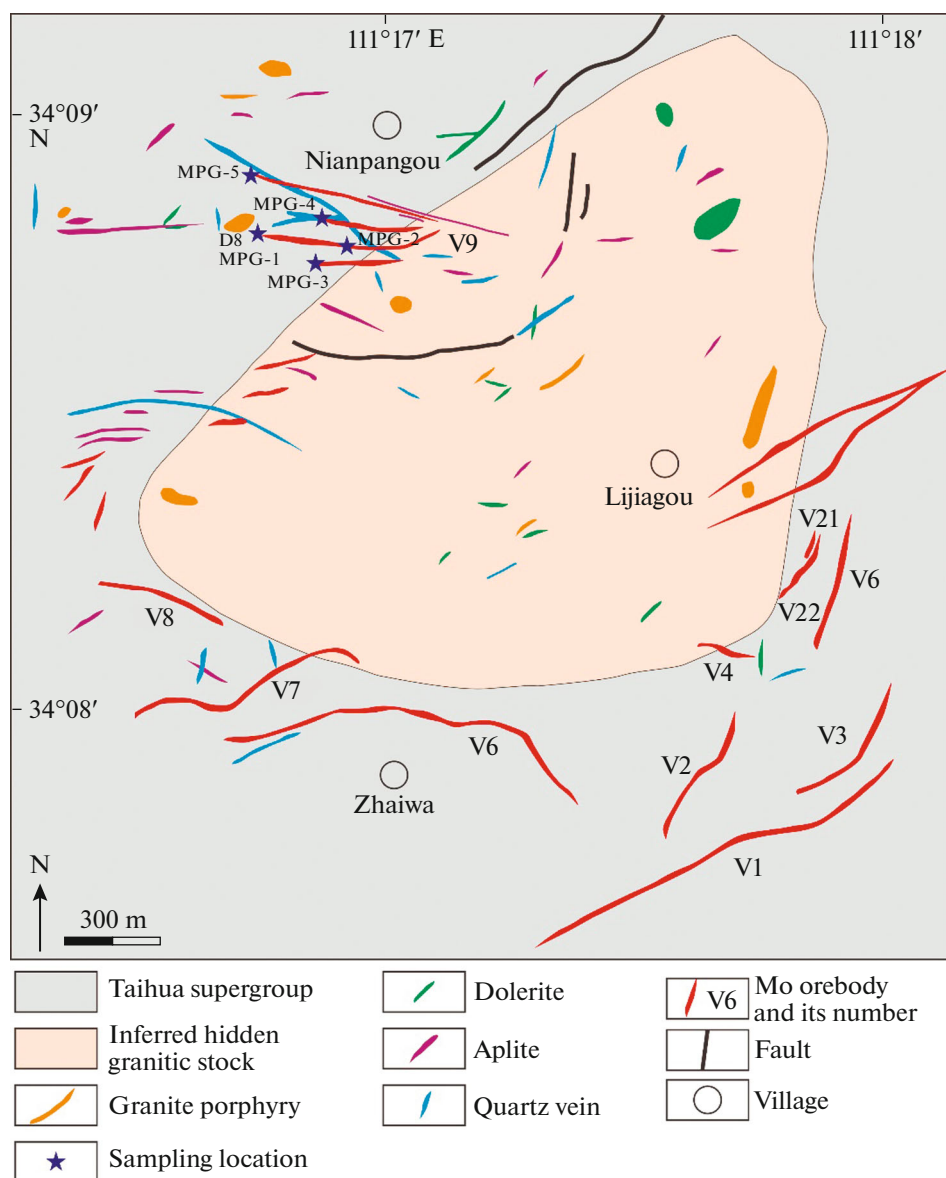 111°17′ E
111°18′
34°09′
N
Nianpangou
MPG-5
MPG-4
D8
MPG-2
V9
MPG-1
MPG-3
Lijiagou
V21
V6
V22
V8
V4
V7
34°08′
V6
V3
V2
Zhaiwa
V1
N
300 m
Taihua supergroup
Inferred hidden
granitic stock
Granite porphyry
Sampling location
Dolerite
Aplite
Quartz vein
V6
Mo orebody
and its number
Fault
Village